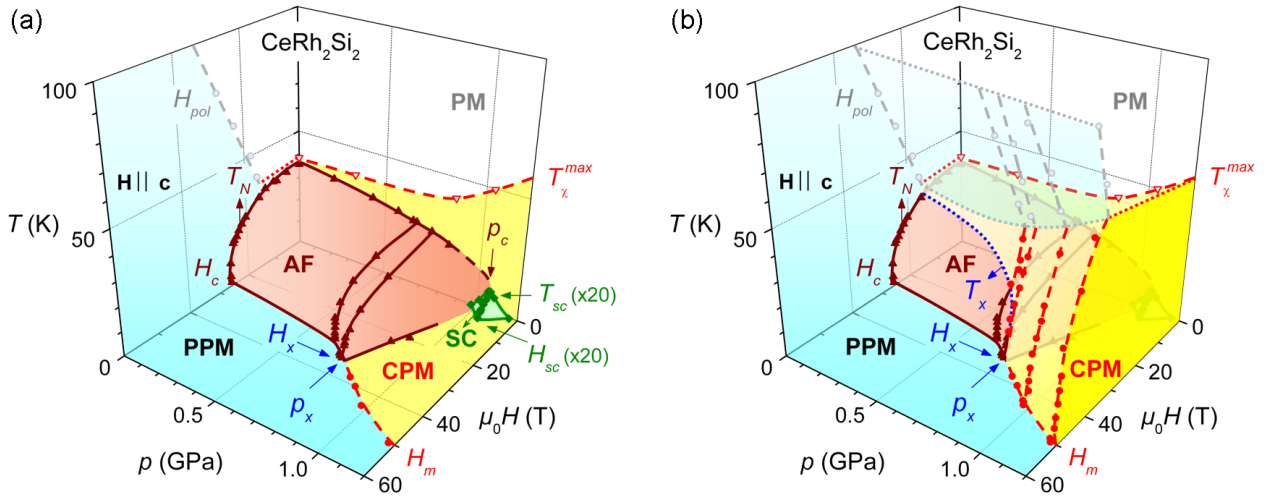 (a)
CeRh2Si2
100
Hpol
PM
H || c
TN
Tχmax
T (K)
50
pc
Hc
AF
Tsc (x20)
Hx
SC
0
PPM
Hsc (x20)
0
CPM
20
px
0.5
40
μ0H (T)
p (GPa)
1.0
Hm
60
(b)
CeRh2Si2
100
Hpol
PM
H || c
TN
Tχmax
T (K)
50
Hc
AF
Tx
Hx
0
PPM
0
CPM
20
px
0.5
40
μ0H (T)
p (GPa)
1.0
Hm
60